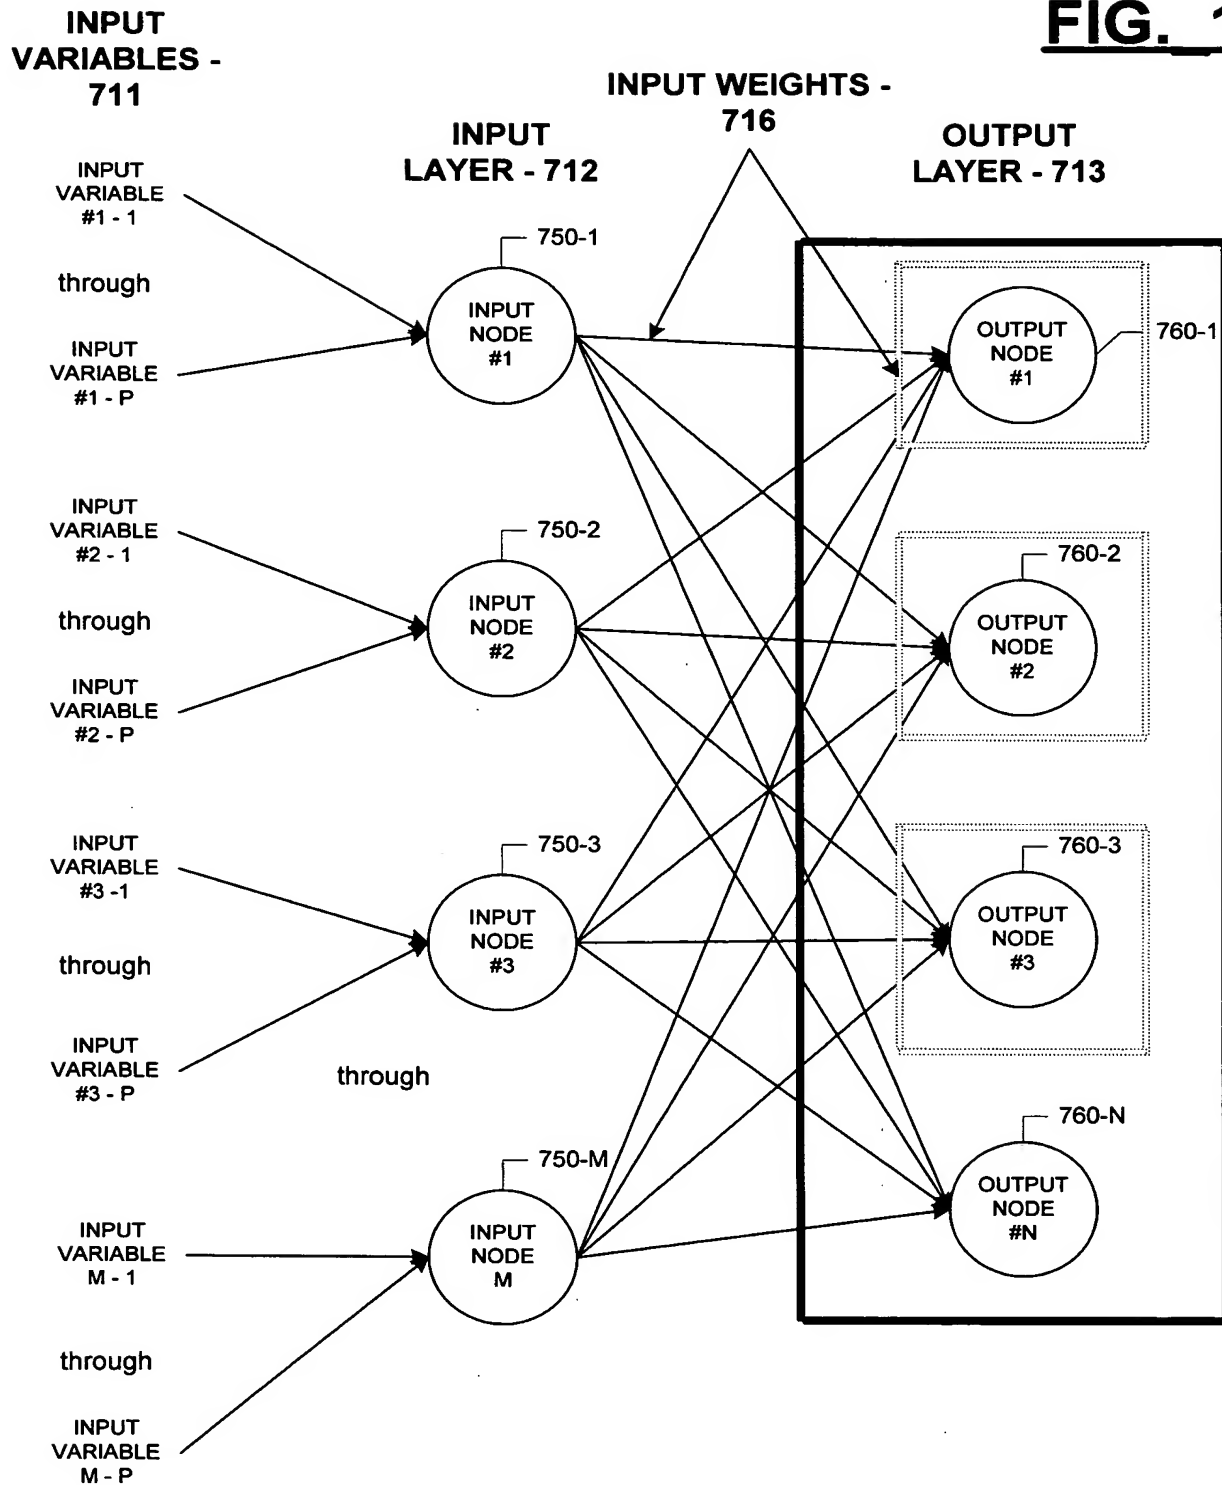 FIG._1
INPUT
VARIABLES -
711
INPUT WEIGHTS -
716
INPUT
LAYER - 712
OUTPUT
LAYER - 713
INPUT
VARIABLE
#1 - 1
through
INPUT
VARIABLE
#1 - P
INPUT
VARIABLE
#2 - 1
through
INPUT
VARIABLE
#2 - P
INPUT
VARIABLE
#3 -1
through
INPUT
VARIABLE
#3 - P
INPUT
VARIABLE
M - 1
through
INPUT
VARIABLE
M - P
750-1
INPUT
NODE
#1
750-2
INPUT
NODE
#2
750-3
INPUT
NODE
#3
through
750-M
INPUT
NODE
M
OUTPUT
NODE
#1
760-1
760-2
OUTPUT
NODE
#2
760-3
OUTPUT
NODE
#3
760-N
OUTPUT
NODE
#N